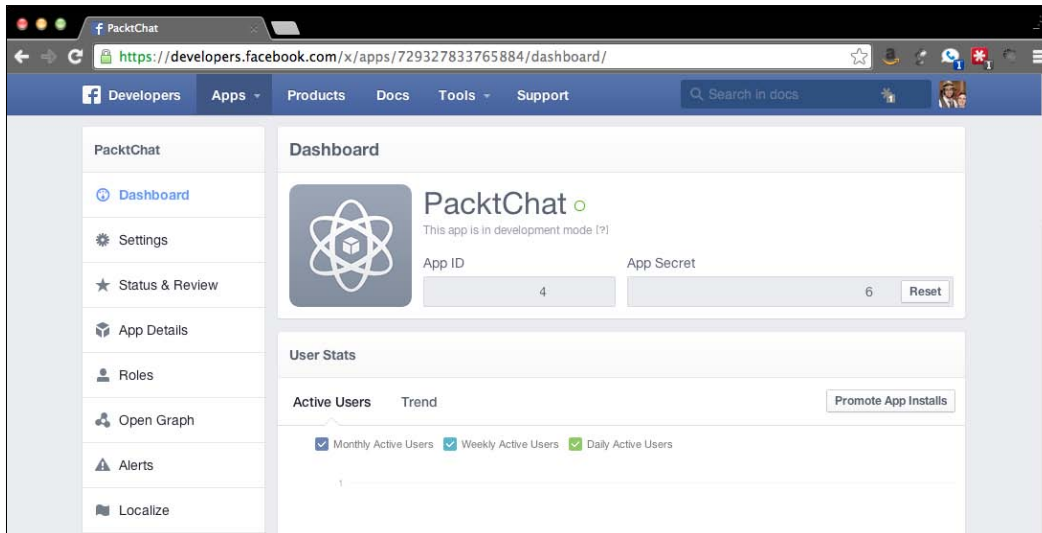 PacktChat
https://developers.facebook.com/x/apps/729327833765884/dashboard/
1
1
Developers Apps Products Docs Tools Support Search in docs 1
PacktChat
Dashboard
Settings
Status & Review
App Details
Roles
Open Graph
Alerts
Localize
Dashboard
PacktChat
This app is in development mode [?]
App ID App Secret
4 6 Reset
User Stats
Active Users Trend Promote App Installs
Monthly Active Users Weekly Active Users Daily Active Users
1